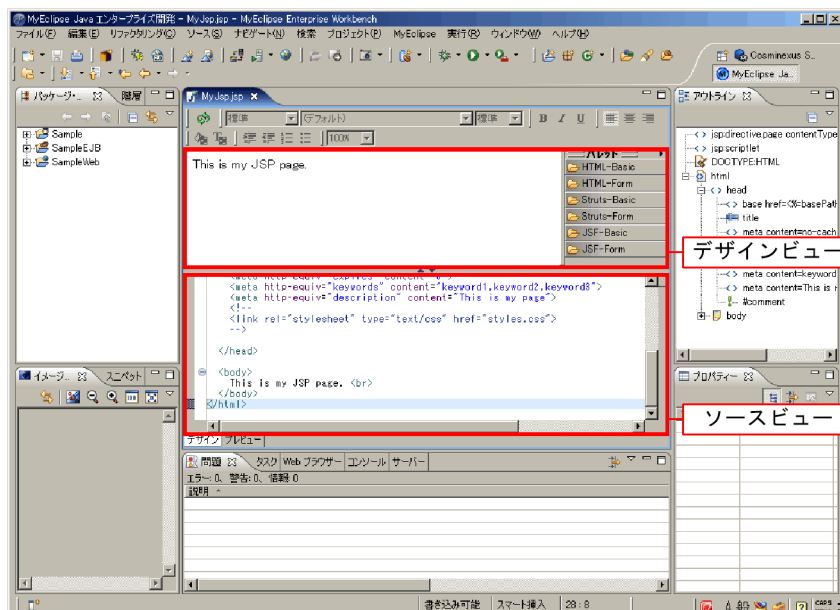 MyEclipse Java エンタープライズ開発 - MyJsp.jsp - MyEclipse Enterprise Workbench
ファイル(F) 編集(E) リファクタリング(C) ソース(S) ナビゲート(N) 検索 プロジェクト(P) MyEclipse 実行(R) ウィンドウ(W) ヘルプ(H)
Cosminexus S..
MyEclipse Ja..
パッケージ・.. 階層
MyJsp.jsp
アウトライン
標準 (デフォルト) 標準 B I U
100%
Sample
SampleEJB
SampleWeb
This is my JSP page.
パレット
HTML-Basic
HTML-Form
Struts-Basic
Struts-Form
JSF-Basic
JSF-Form
jsp:directive.page contentType
jsp:scriptlet
DOCTYPE:HTML
html
head
base href=<%=basePath
title
meta content=no-cach
デザインビュー
meta content=keyword
meta content=This is r
#comment
body
<meta http-equiv="expires" content="0">
<meta http-equiv="keywords" content="keyword1,keyword2,keyword3">
<meta http-equiv="description" content="This is my page">
<!--
<link rel="stylesheet" type="text/css" href="styles.css">
-->
</head>
<body>
This is my JSP page. <br>
</body>
</html>
イメージ.. スニペット
プロパティー
ソースビュー
デザイン プレビュー
問題 タスク Web ブラウザー コンソール サーバー
エラー: 0、警告: 0、情報: 0
説明
書き込み可能 スマート挿入 28 : 8
A 般
CAPS